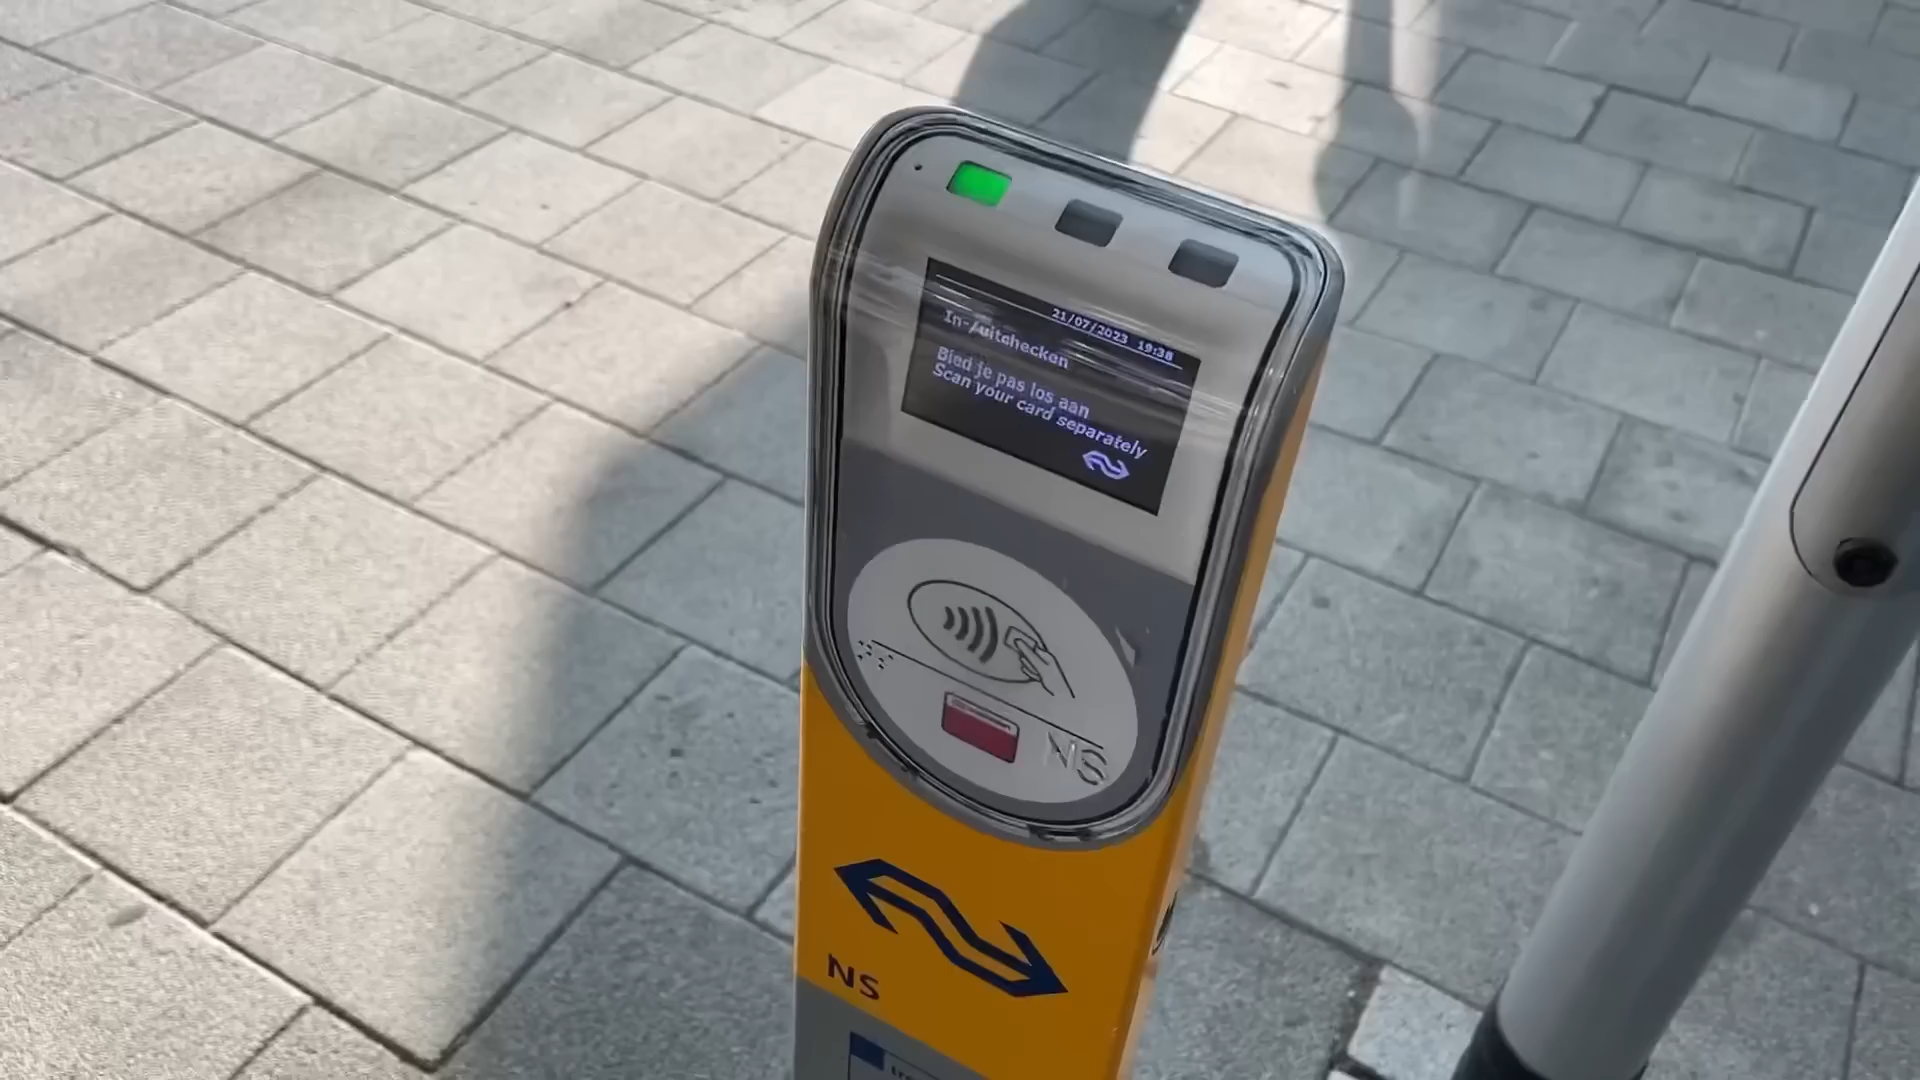 21/07/2023 19:38
In-/uitchecken
Bied je pas los aan
Scan your card separately
NS
NS